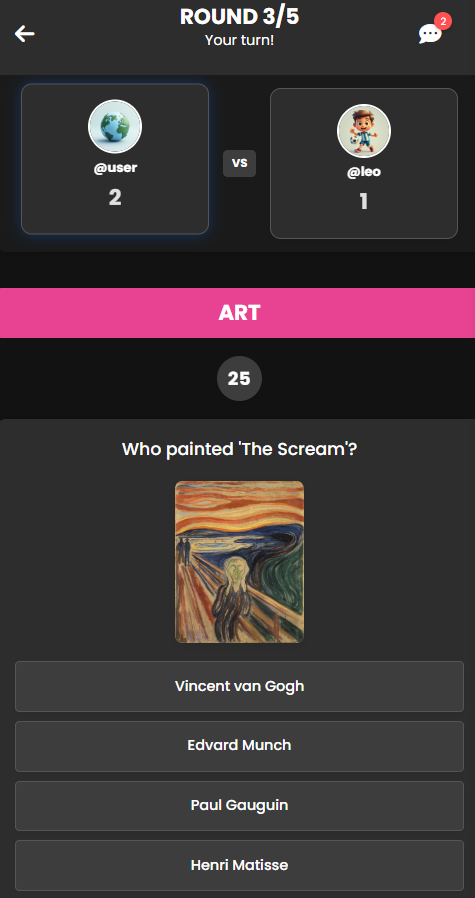 ROUND 3/5
Your turn!
2
@user
2
VS
@leo
1
ART
25
Who painted 'The Scream'?
Vincent van Gogh
Edvard Munch
Paul Gauguin
Henri Matisse